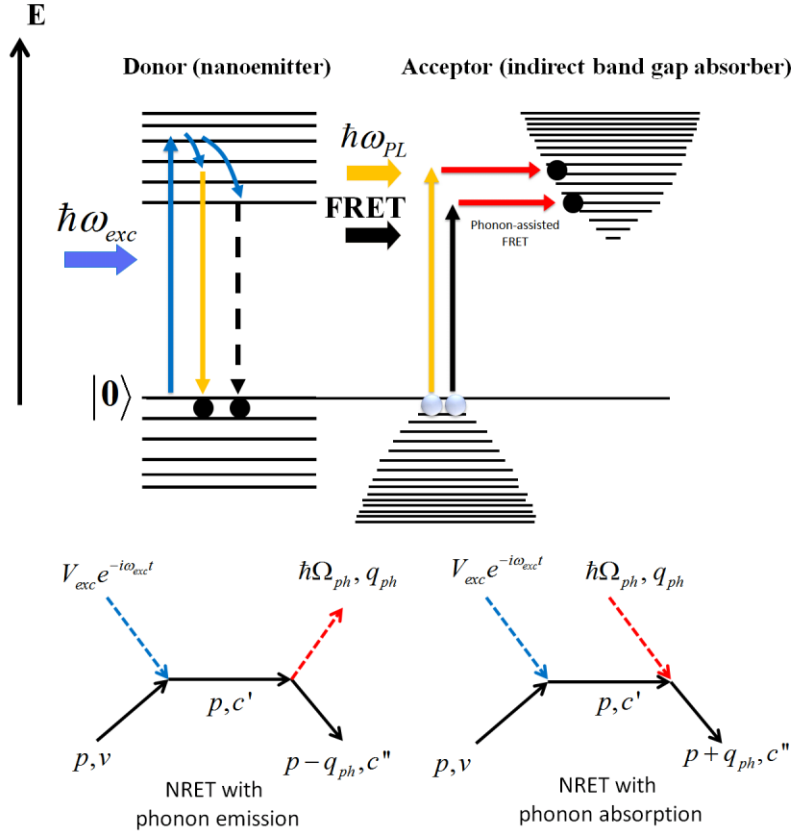 E
Donor (nanoemitter)
Acceptor (indirect band gap absorber)
ħω_PL
FRET
ħω_exc
Phonon-assisted
FRET
|0⟩
V_exc e^{-iω_exc t}
ħΩ_ph, q_ph
p, c'
p, v
p − q_ph, c"
NRET with
phonon emission
V_exc e^{-iω_exc t}
ħΩ_ph, q_ph
p, c'
p, v
p + q_ph, c"
NRET with
phonon absorption